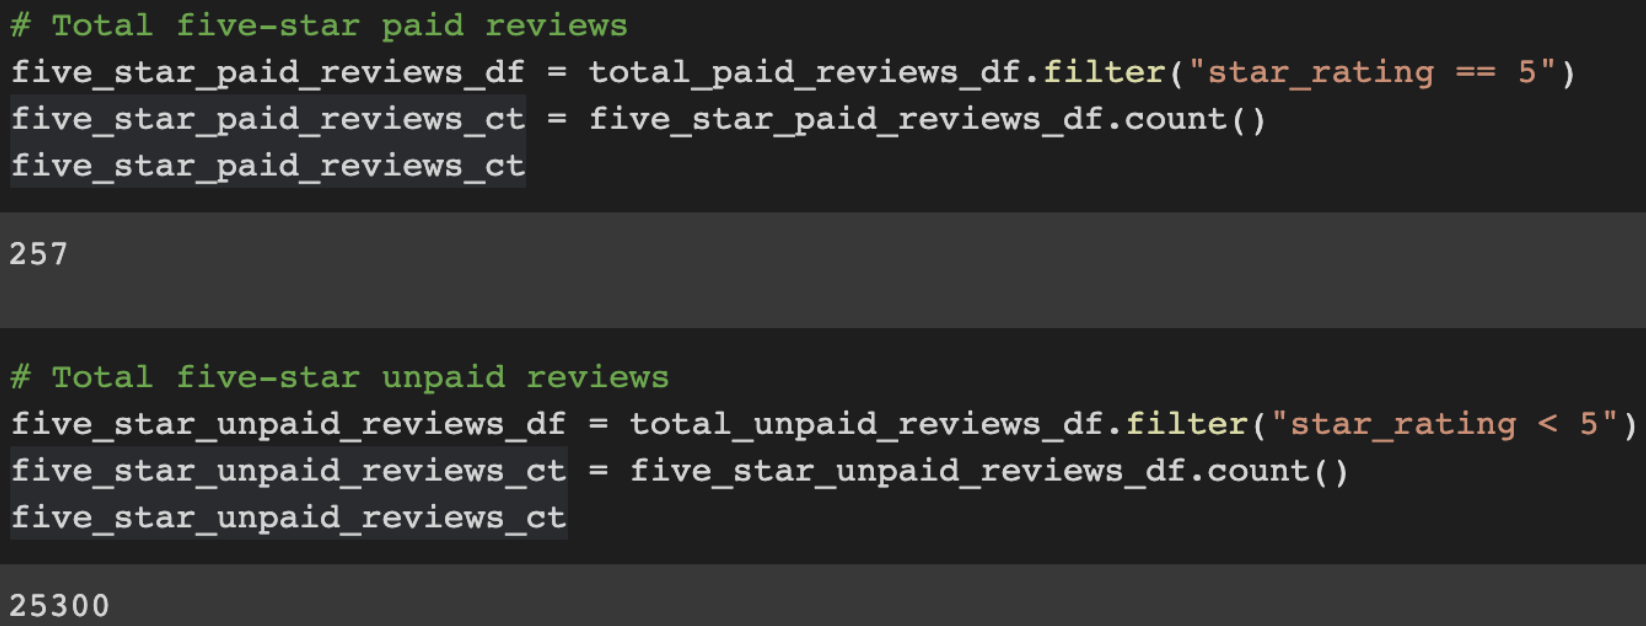 # Total five-star paid reviews
five_star_paid_reviews_df = total_paid_reviews_df.filter("star_rating == 5")
five_star_paid_reviews_ct = five_star_paid_reviews_df.count()
five_star_paid_reviews_ct
257
# Total five-star unpaid reviews
five_star_unpaid_reviews_df = total_unpaid_reviews_df.filter("star_rating < 5")
five_star_unpaid_reviews_ct = five_star_unpaid_reviews_df.count()
five_star_unpaid_reviews_ct
25300